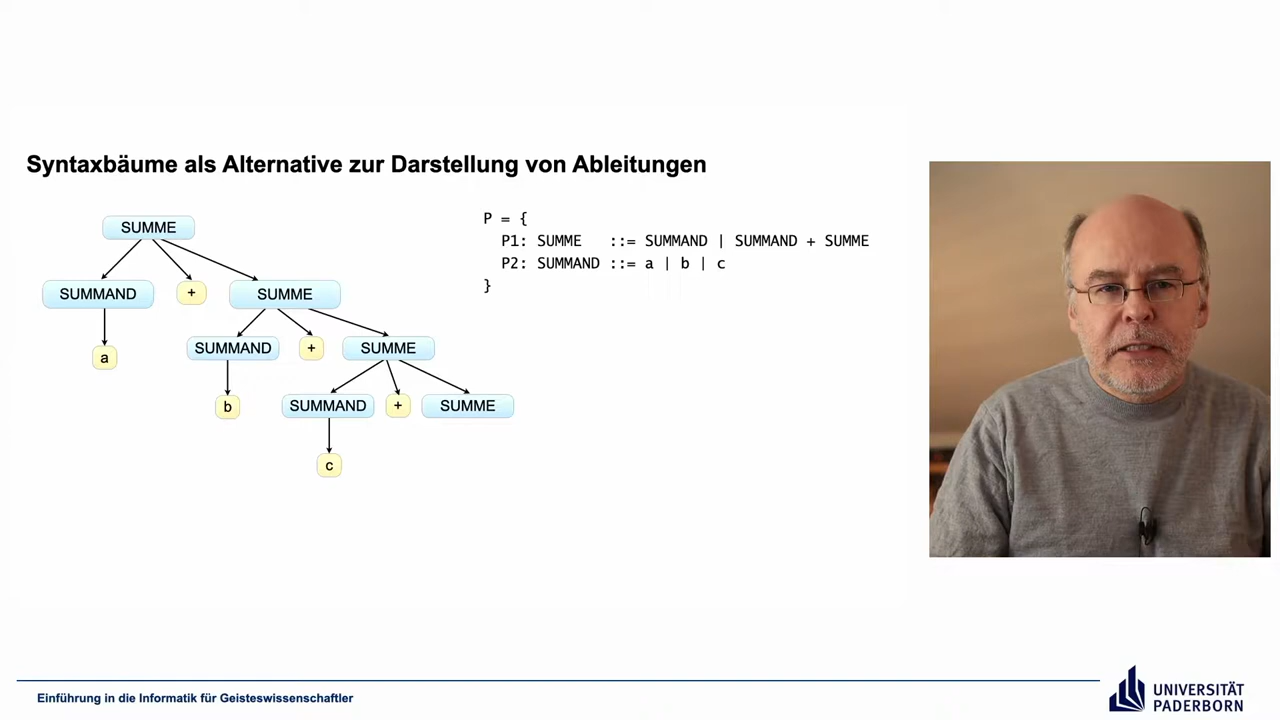 Syntaxbäume als Alternative zur Darstellung von Ableitungen
SUMME
SUMMAND + SUMME
a
SUMMAND + SUMME
b
SUMMAND + SUMME
c
P = {
P1: SUMME ::= SUMMAND | SUMMAND + SUMME
P2: SUMMAND ::= a | b | c
}
Einführung in die Informatik für Geisteswissenschaftler
UNIVERSITÄT
PADERBORN